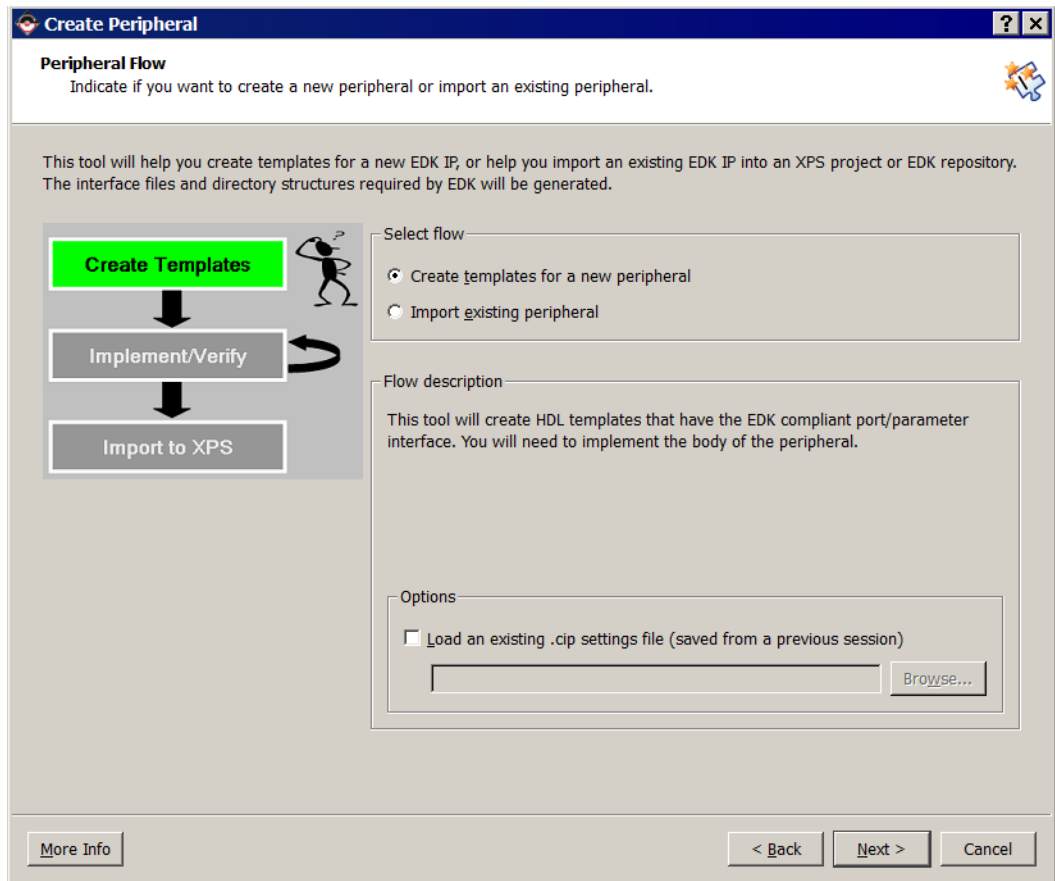 Create Peripheral
? ×
Peripheral Flow
Indicate if you want to create a new peripheral or import an existing peripheral.
This tool will help you create templates for a new EDK IP, or help you import an existing EDK IP into an XPS project or EDK repository.
The interface files and directory structures required by EDK will be generated.
Create Templates
?
Implement/Verify
Import to XPS
Select flow
Create templates for a new peripheral
Import existing peripheral
Flow description
This tool will create HDL templates that have the EDK compliant port/parameter
interface. You will need to implement the body of the peripheral.
Options
Load an existing .cip settings file (saved from a previous session)
Browse...
More Info
< Back
Next >
Cancel